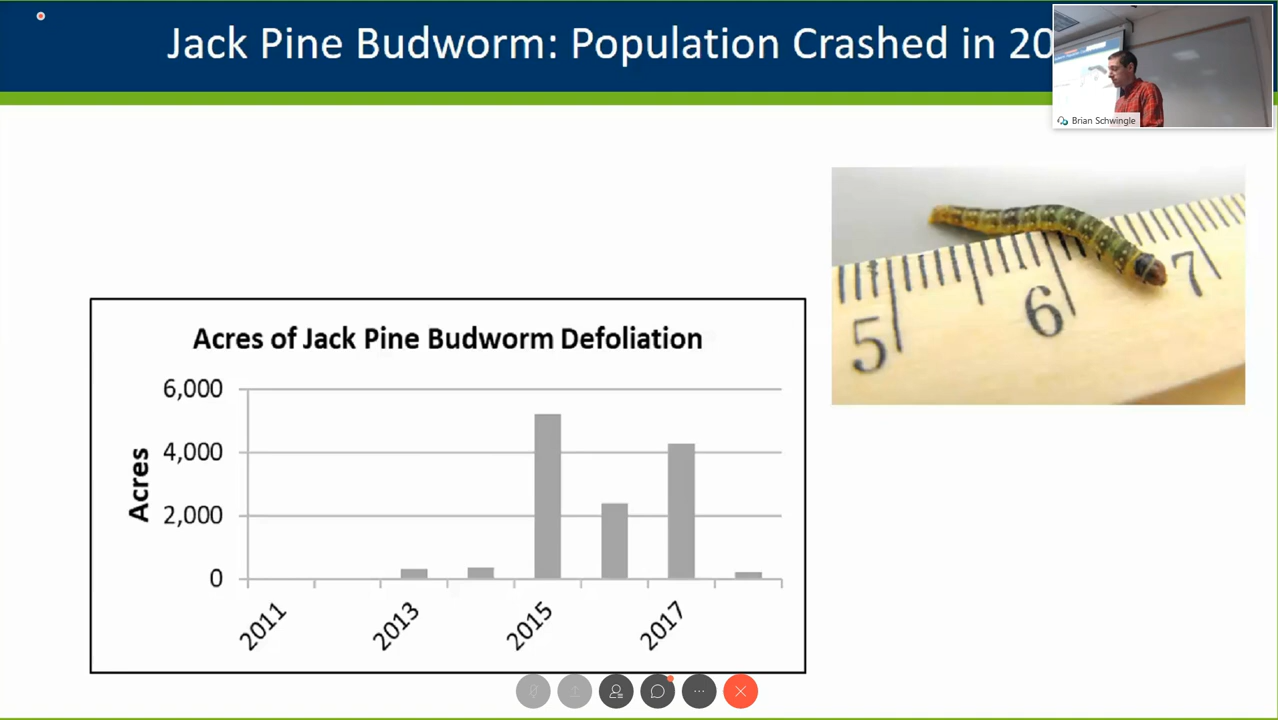 Jack Pine Budworm: Population Crashed in 20
Brian Schwingle
5 6 7
Acres of Jack Pine Budworm Defoliation
6,000
4,000
2,000
0
Acres
2011 2013 2015 2017